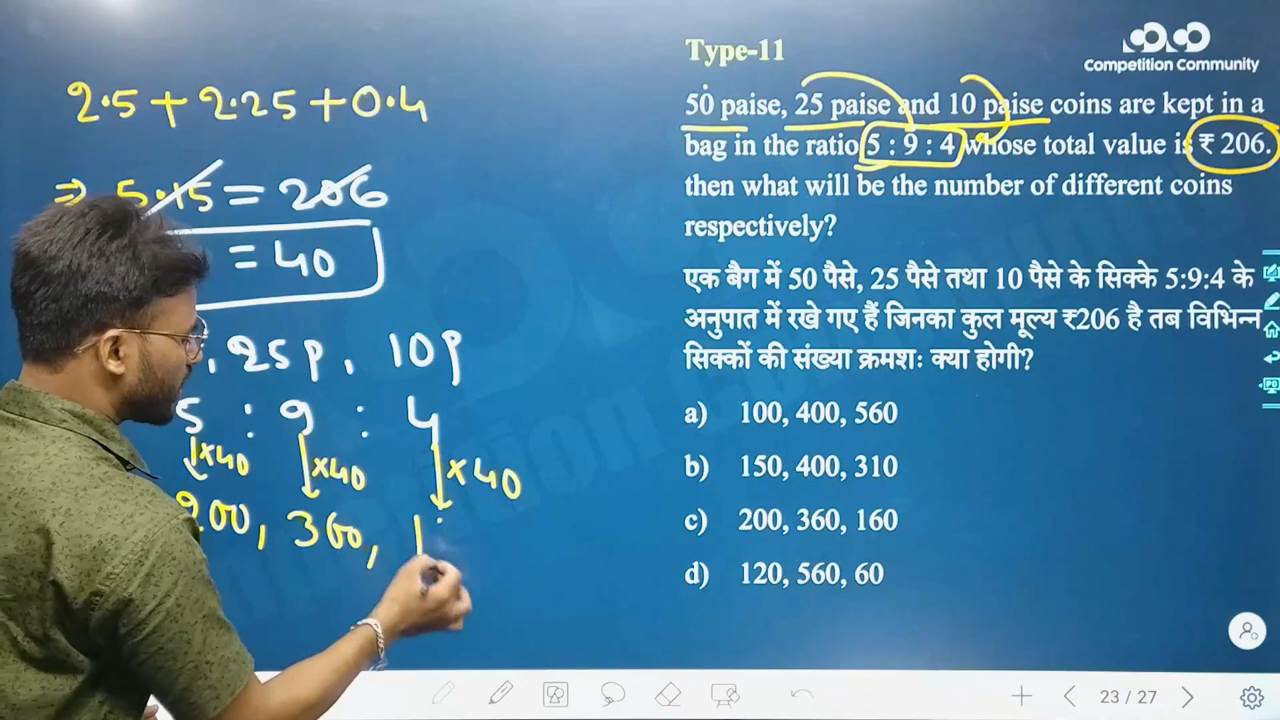 Type-11
Competition Community
50 paise, 25 paise and 10 paise coins are kept in a
bag in the ratio 5 : 9 : 4 whose total value is ₹ 206.
then what will be the number of different coins
respectively?
एक बैग में 50 पैसे, 25 पैसे तथा 10 पैसे के सिक्के 5:9:4 के
अनुपात में रखे गए हैं जिनका कुल मूल्य ₹206 है तब विभिन्न
सिक्कों की संख्या क्रमशः क्या होगी?
a) 100, 400, 560
b) 150, 400, 310
c) 200, 360, 160
d) 120, 560, 60
2.5 + 2.25 + 0.4
⇒ 5.15 = 206
= 40
, 25p, 10p
5 : 9 : 4
×40 ×40 ×40
200, 360, 1
23 / 27